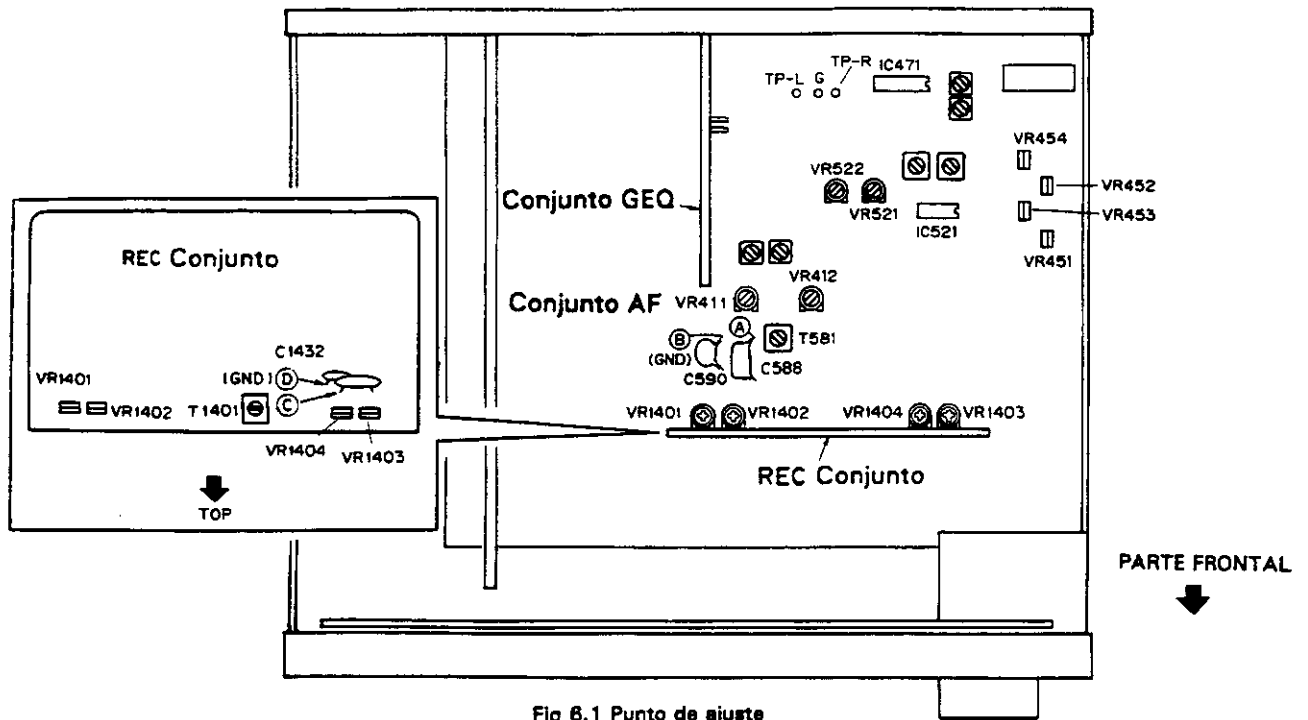 TP-L G TP-R IC471
VR454
VR452
VR453
VR451
VR522
VR521
IC521
Conjunto GEQ
VR412
Conjunto AF VR411
A
B
(GND)
T581
C590
C588
VR1401 VR1402 VR1404 VR1403
REC Conjunto
REC Conjunto
C1432
(GND) D
VR1401
VR1402 T1401 C
VR1404 VR1403
TOP
PARTE FRONTAL
Fig 6.1 Punto de ajuste